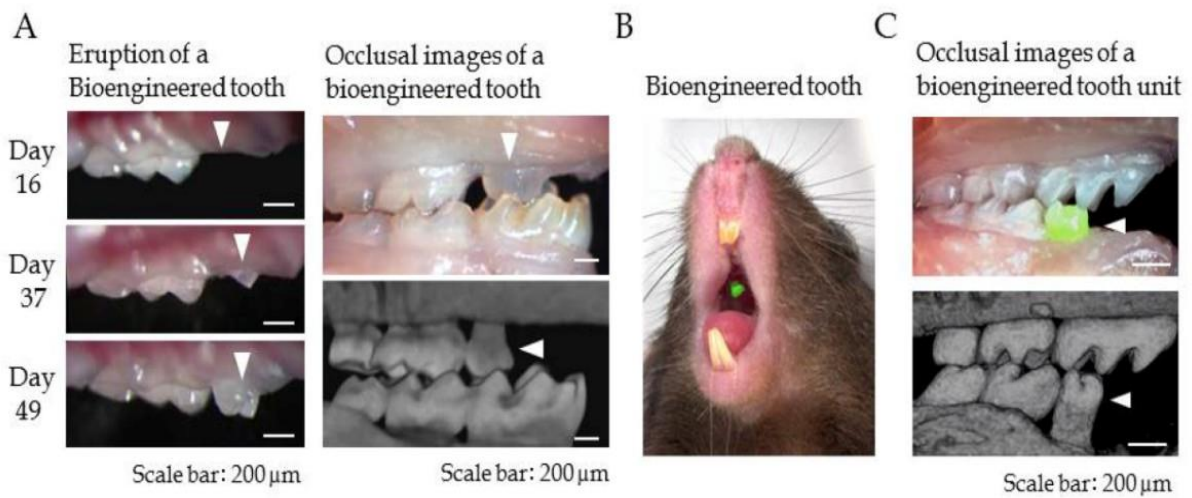 A
Eruption of a
Bioengineered tooth
Occlusal images of a
bioengineered tooth
Day
16
Day
37
Day
49
Scale bar: 200 µm
Scale bar: 200 µm
B
Bioengineered tooth
C
Occlusal images of a
bioengineered tooth unit
Scale bar: 200 µm